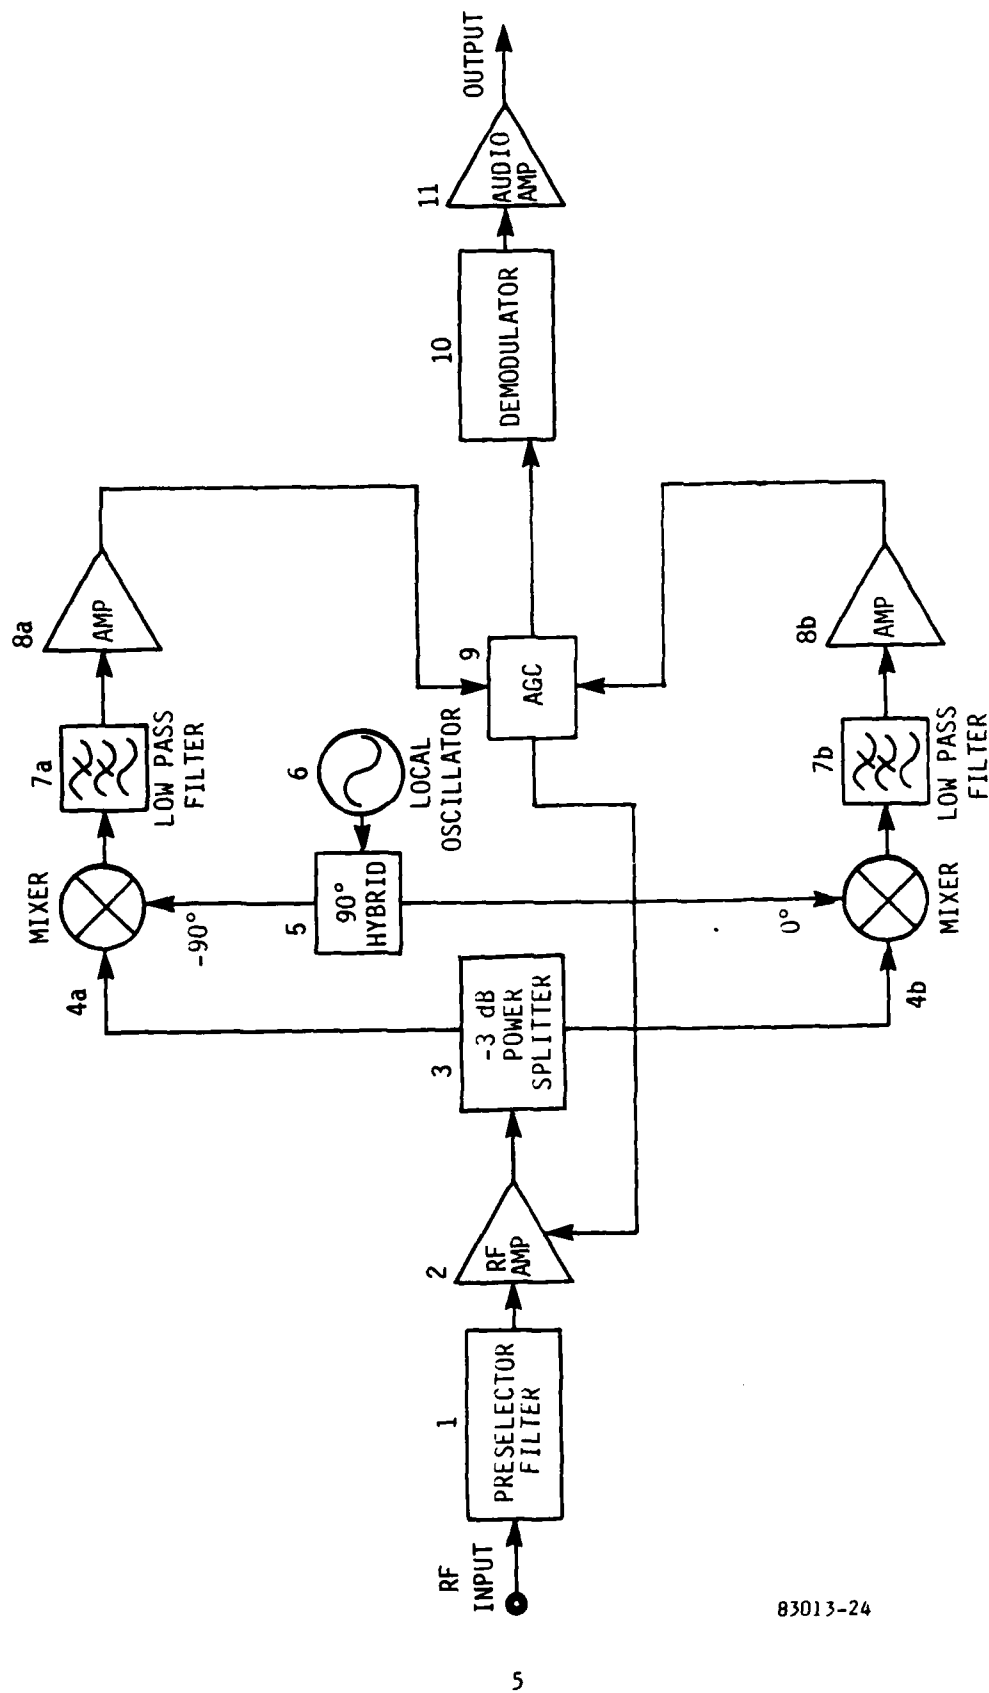 RF
INPUT
1
PRESELECTOR
FILTER
2
RF
AMP
3
-3 dB
POWER
SPLITTER
4a
MIXER
-90°
5
90°
HYBRID
6
LOCAL
OSCILLATOR
7a
LOW PASS
FILTER
8a
AMP
4b
MIXER
0°
7b
LOW PASS
FILTER
8b
AMP
9
AGC
10
DEMODULATOR
11
AUDIO
AMP
OUTPUT
83013-24
5